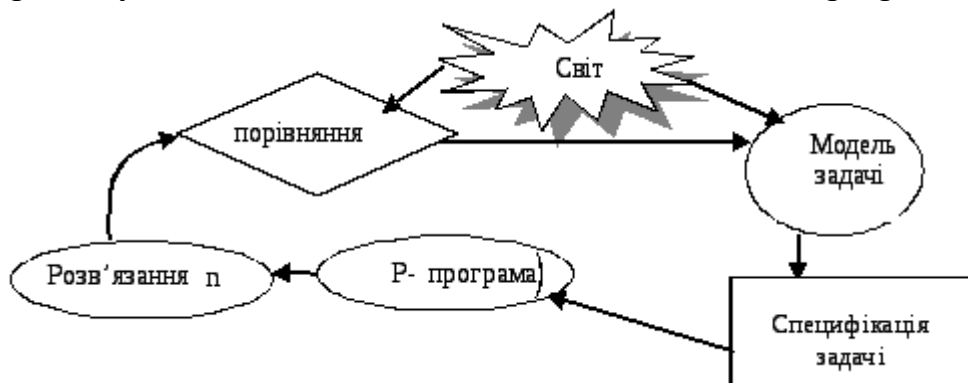 Світ
порівняння
Модель
задачі
Розв’язання п
Р- програма)
Специфікація
задачі